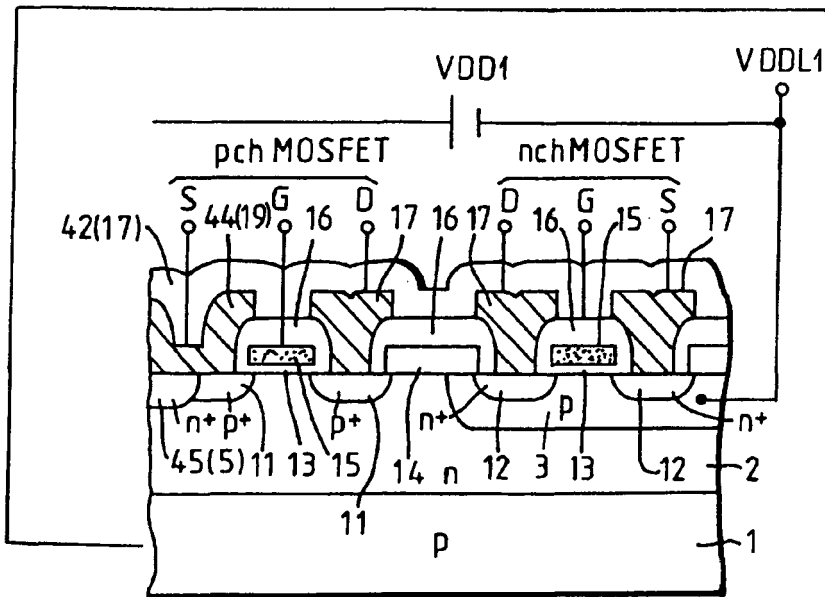 VDD1 VDDL1
pch MOSFET nchMOSFET
S G D D G S
42(17) 44(19) 16 17 16 17 16 15 17
n+ p+ p+ n+ p n+
45(5) 11 13 15 14 n 12 3 13 12 2
11
p 1